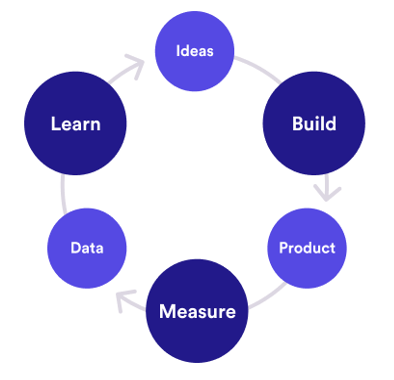 Ideas
Build
Product
Measure
Data
Learn